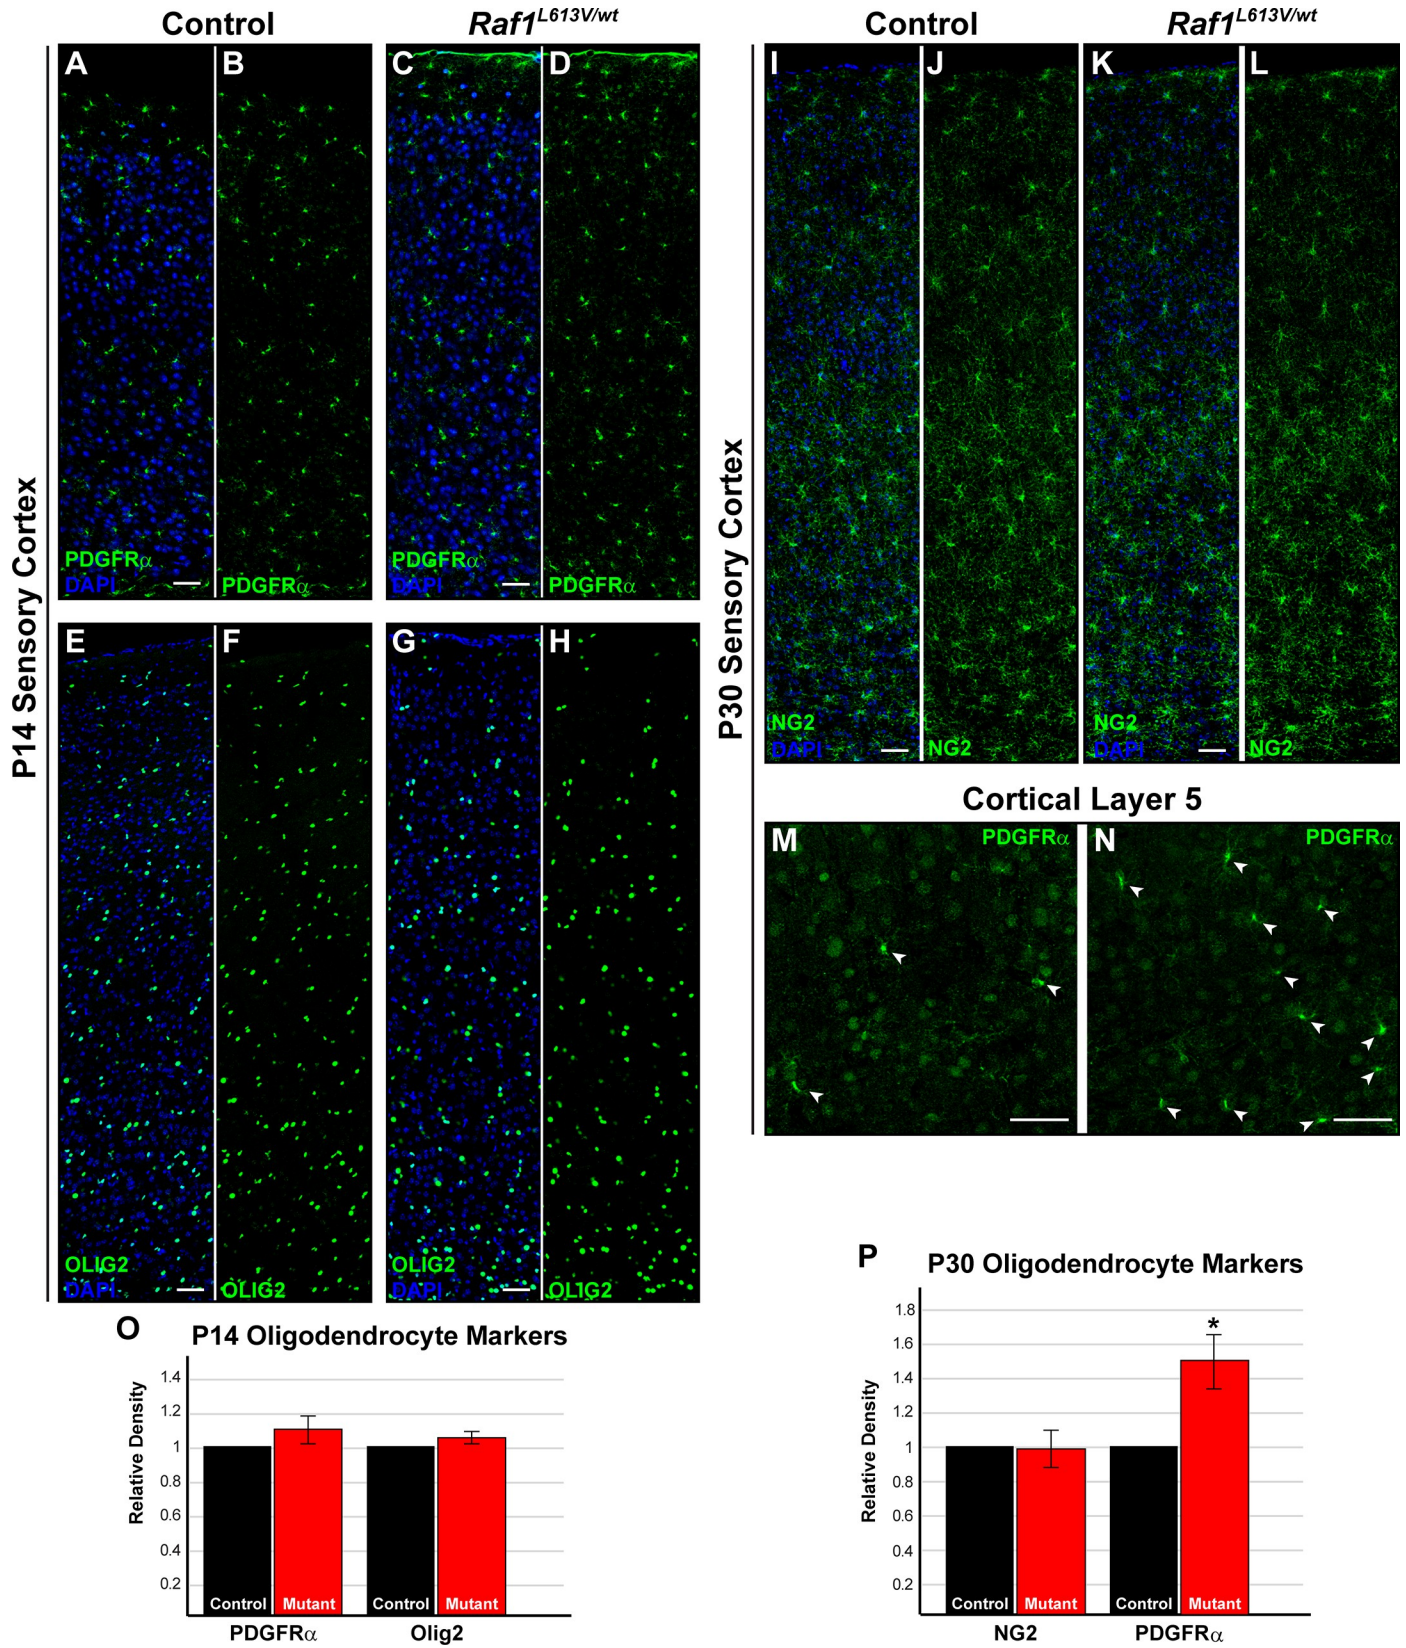 Control
Raf1L613V/wt
Control
Raf1L613V/wt
P14 Sensory Cortex
A
B
C
D
PDGFRα
DAPI
PDGFRα
PDGFRα
DAPI
PDGFRα
E
F
G
H
OLIG2
DAPI
OLIG2
OLIG2
DAPI
OLIG2
P30 Sensory Cortex
I
J
K
L
NG2
DAPI
NG2
NG2
DAPI
NG2
Cortical Layer 5
M
PDGFRα
N
PDGFRα
O
P14 Oligodendrocyte Markers
Relative Density
1.4
1.2
1
0.8
0.6
0.4
0.2
Control
Mutant
Control
Mutant
PDGFRα
Olig2
P
P30 Oligodendrocyte Markers
Relative Density
1.8
1.6
1.4
1.2
1
0.8
0.6
0.4
0.2
*
Control
Mutant
Control
Mutant
NG2
PDGFRα